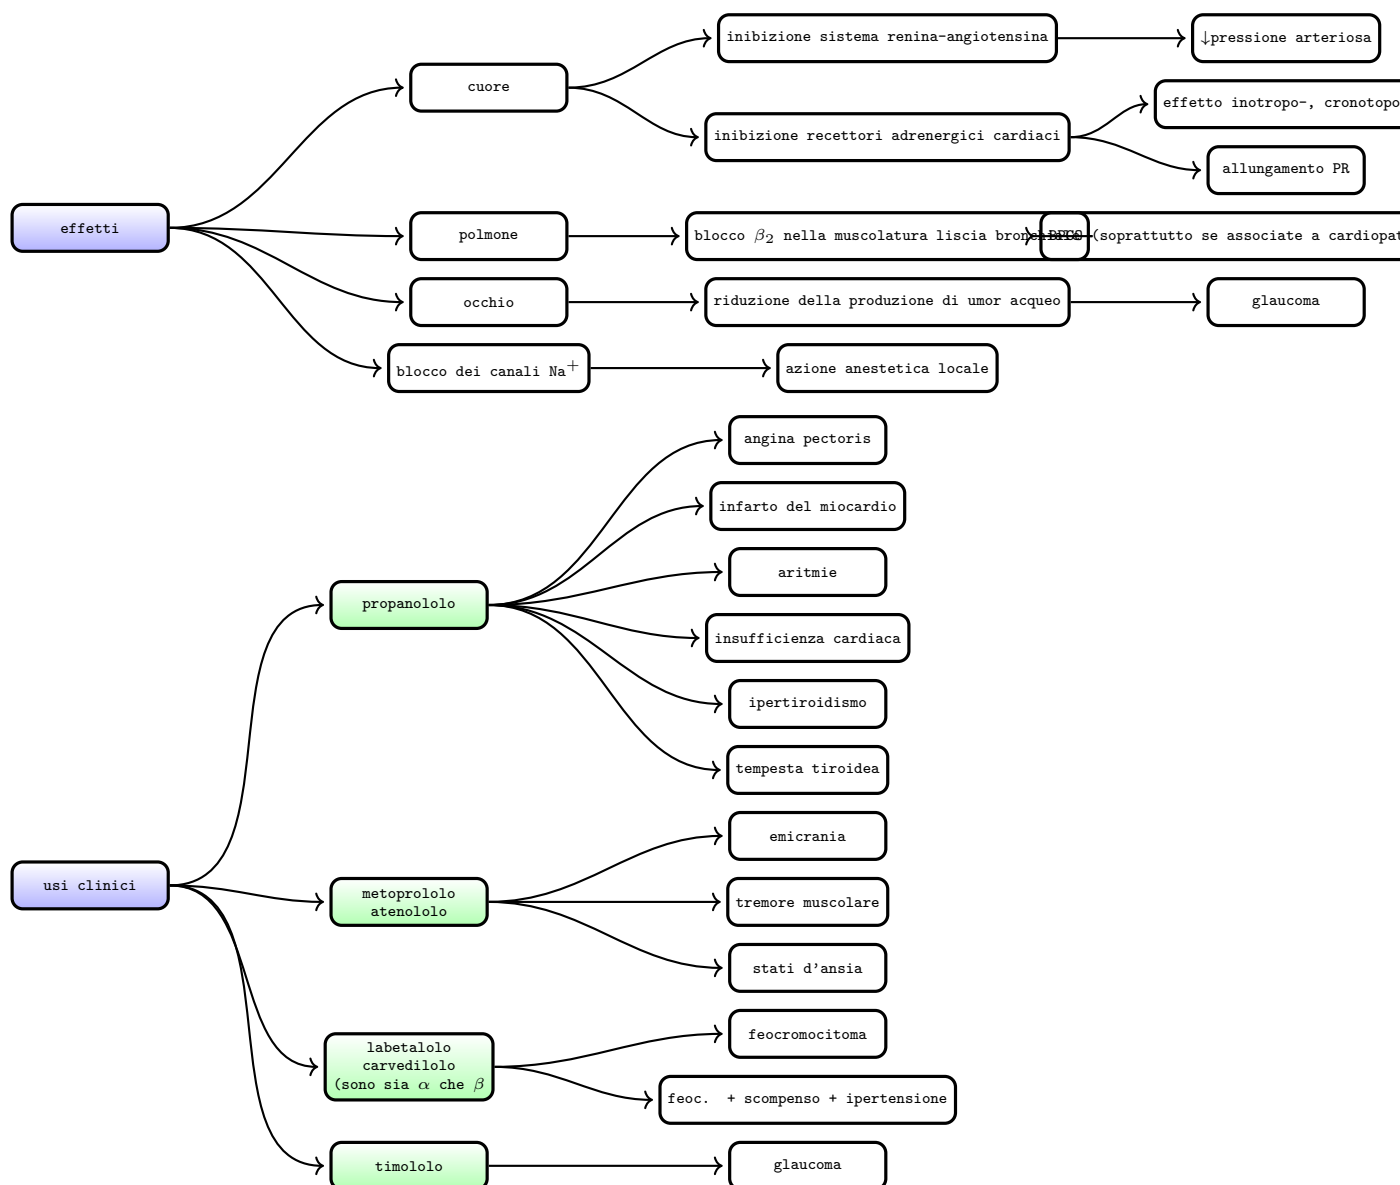 inibizione sistema renina-angiotensina
↓pressione arteriosa
cuore
effetto inotropo-, cronotropo
inibizione recettori adrenergici cardiaci
allungamento PR
effetti
polmone
blocco β2 nella muscolatura liscia
BPCO (soprattutto se associate a
occhio
riduzione della produzione di umor acqueo
glaucoma
blocco dei canali Na+
azione anestetica locale
angina pectoris
infarto del miocardio
aritmie
propanololo
insufficienza cardiaca
ipertiroidismo
tempesta tiroidea
emicrania
usi clinici
metoprololo
atenololo
tremore muscolare
stati d'ansia
feocromocitoma
labetalolo
carvedilolo
(sono sia α che β
feoc. + scompenso + ipertensione
timololo
glaucoma